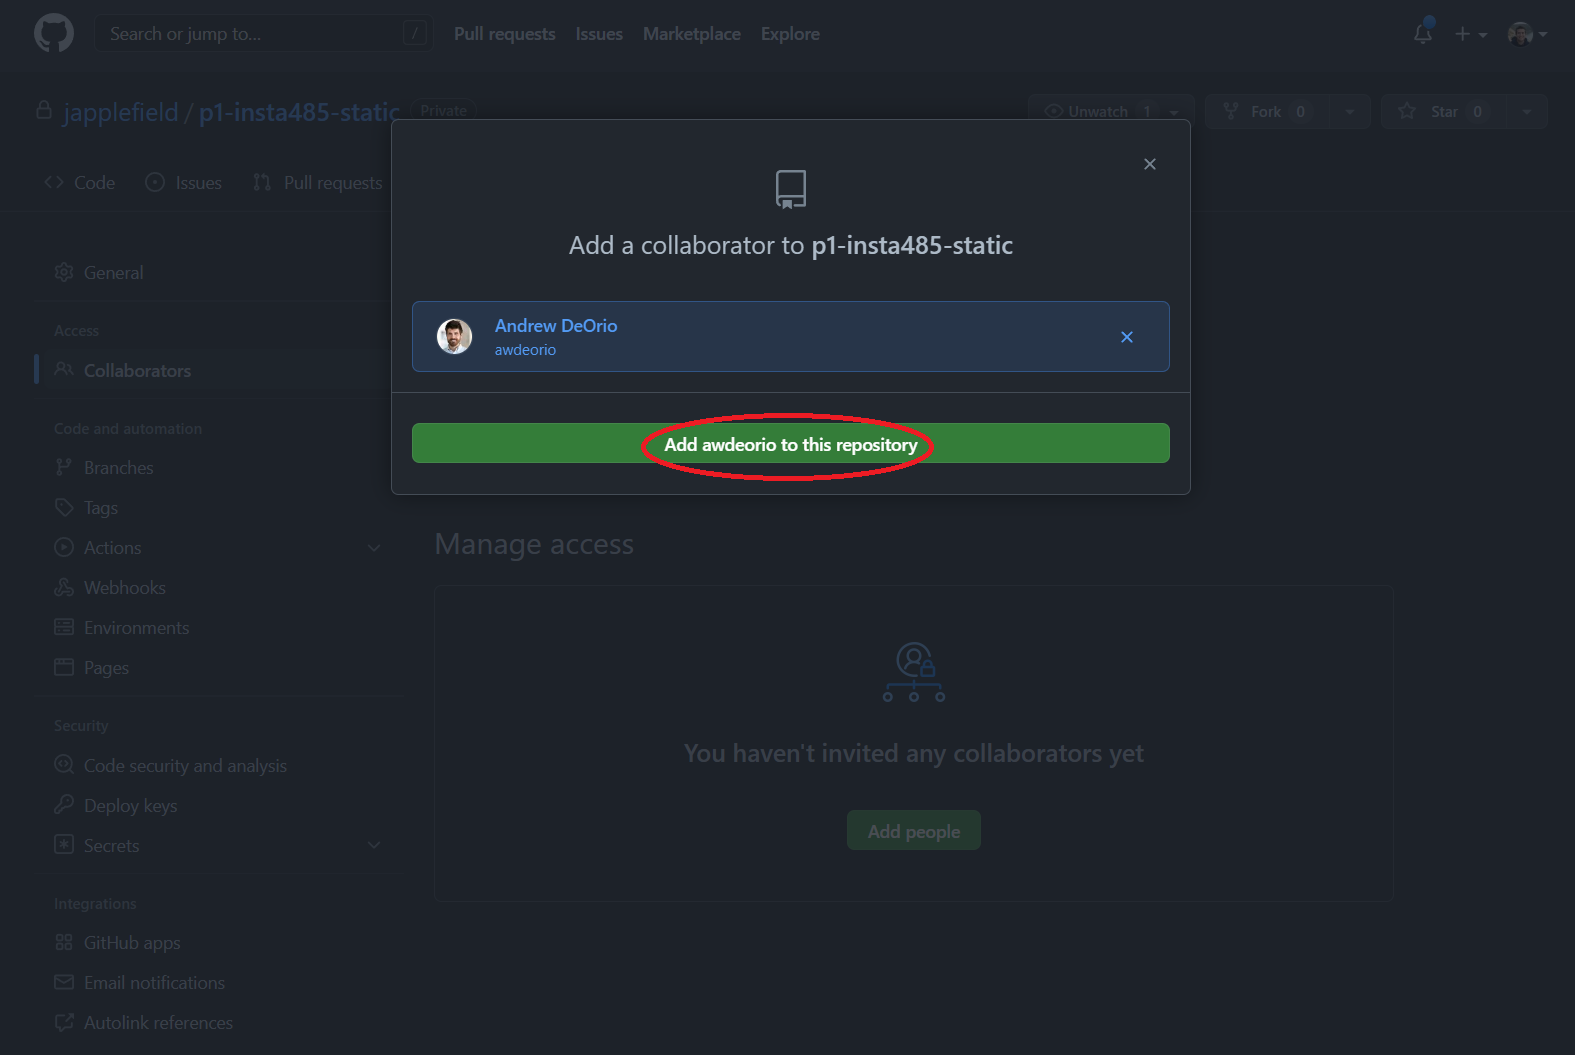 Search or jump to... / Pull requests Issues Marketplace Explore
japplefield / p1-insta485-static Private Unwatch 1 Fork 0 Star 0
Code Issues Pull requests
Add a collaborator to p1-insta485-static
Andrew DeOrio
awdeorio
Add awdeorio to this repository
General
Access
Collaborators
Code and automation
Branches
Tags
Actions
Webhooks
Environments
Pages
Security
Code security and analysis
Deploy keys
Secrets
Integrations
GitHub apps
Email notifications
Autolink references
Manage access
You haven't invited any collaborators yet
Add people